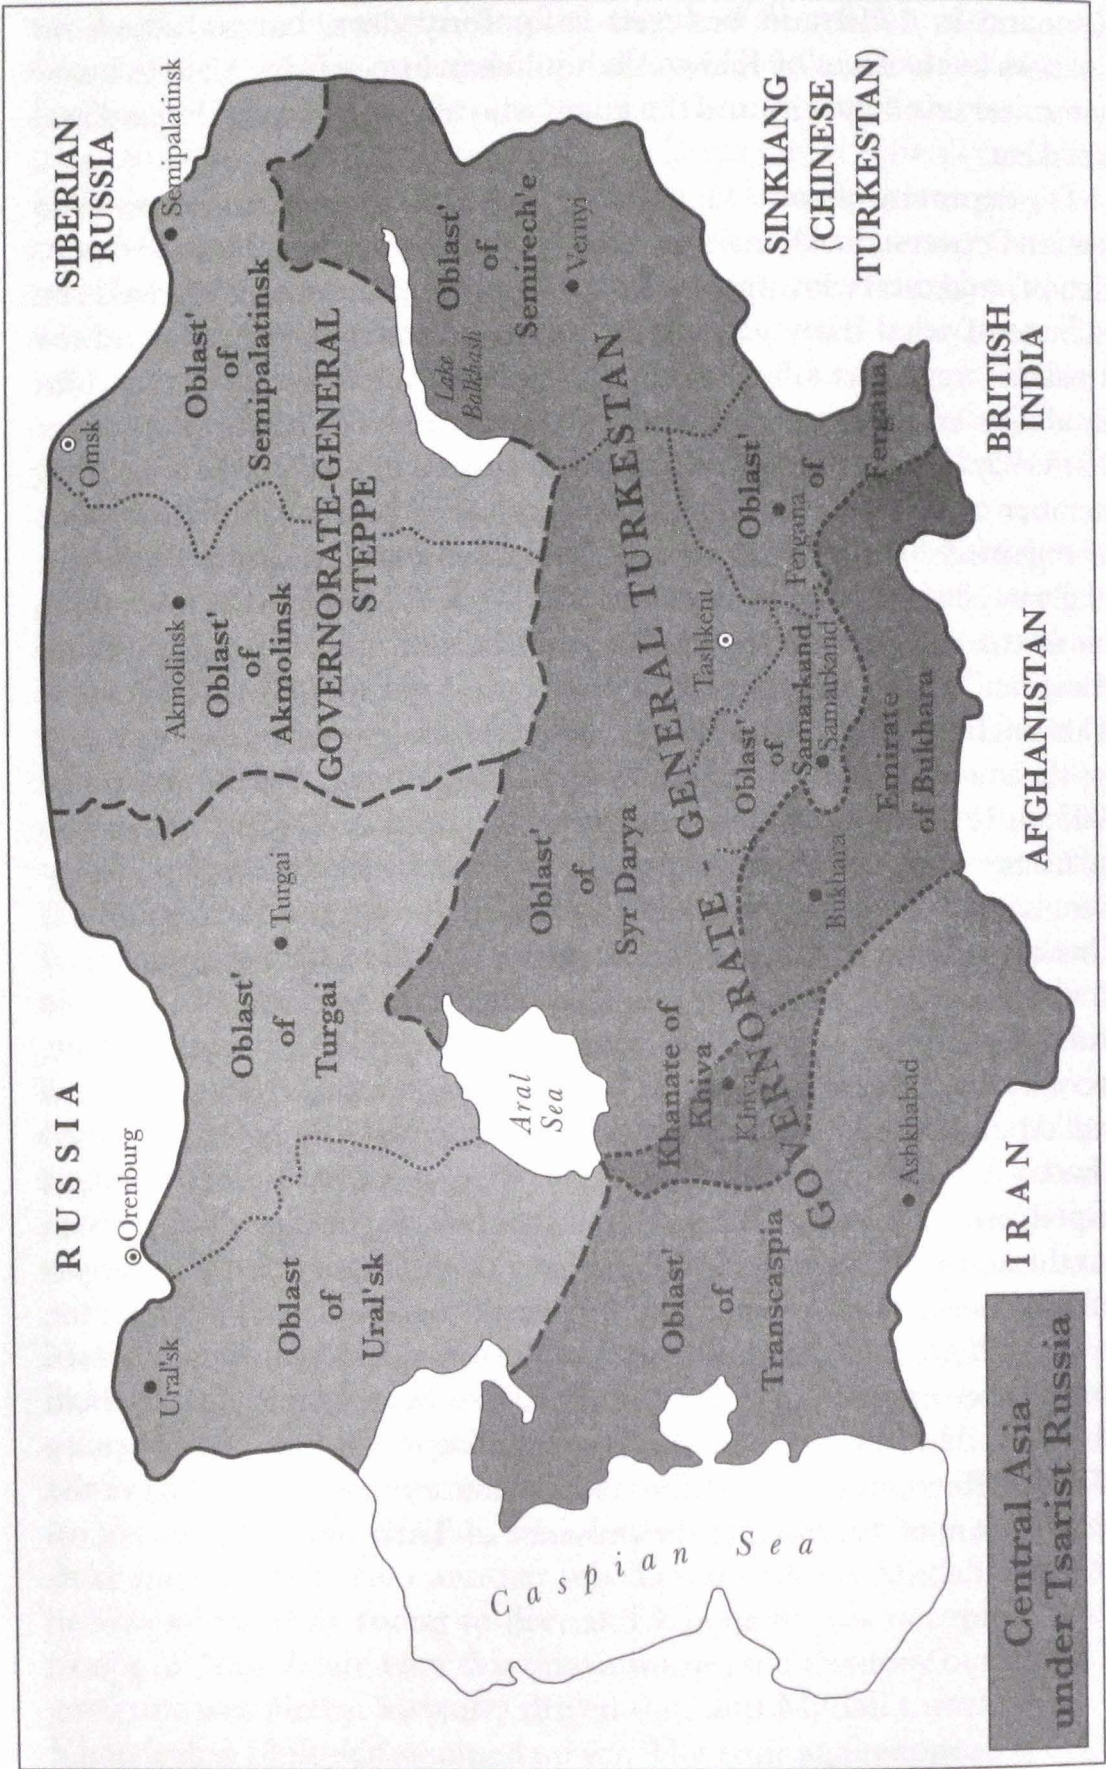 RUSSIA
SIBERIAN
RUSSIA
Orenburg
Omsk
Semipalatinsk
Ural'sk
Turgai
Akmolinsk
Oblast
of
Ural'sk
Oblast'
of
Turgai
Oblast'
of
Akmolinsk
Oblast'
of
Semipalatinsk
GOVERNORATE-GENERAL
STEPPE
Lake
Balkhash
Oblast'
of
Semirech'e
Vernyi
Aral
Sea
Oblast'
of
Syr Darya
GOVERNORATE - GENERAL TURKESTAN
Caspian Sea
Oblast'
of
Transcaspia
Khanate of
Khiva
Khiva
Tashkent
Oblast'
of
Samarkand
Samarkand
Oblast'
of
Fergana
Fergana
Bukhara
Emirate
of Bukhara
Ashkhabad
SINKIANG
(CHINESE
TURKESTAN)
BRITISH
INDIA
AFGHANISTAN
IRAN
Central Asia
under Tsarist Russia